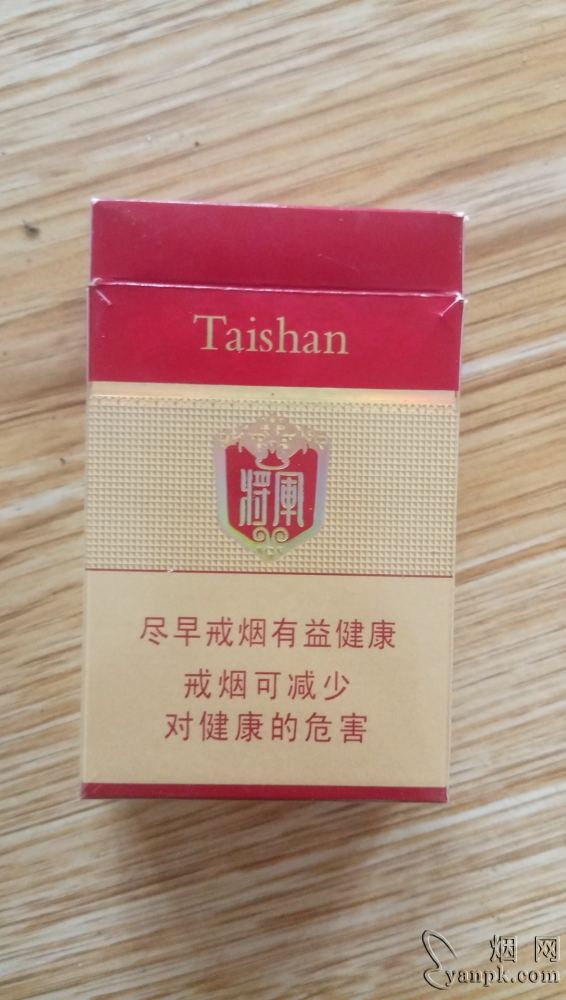 Taishan
将軍
尽早戒烟有益健康
戒烟可减少
对健康的危害
烟网
yanpk.com